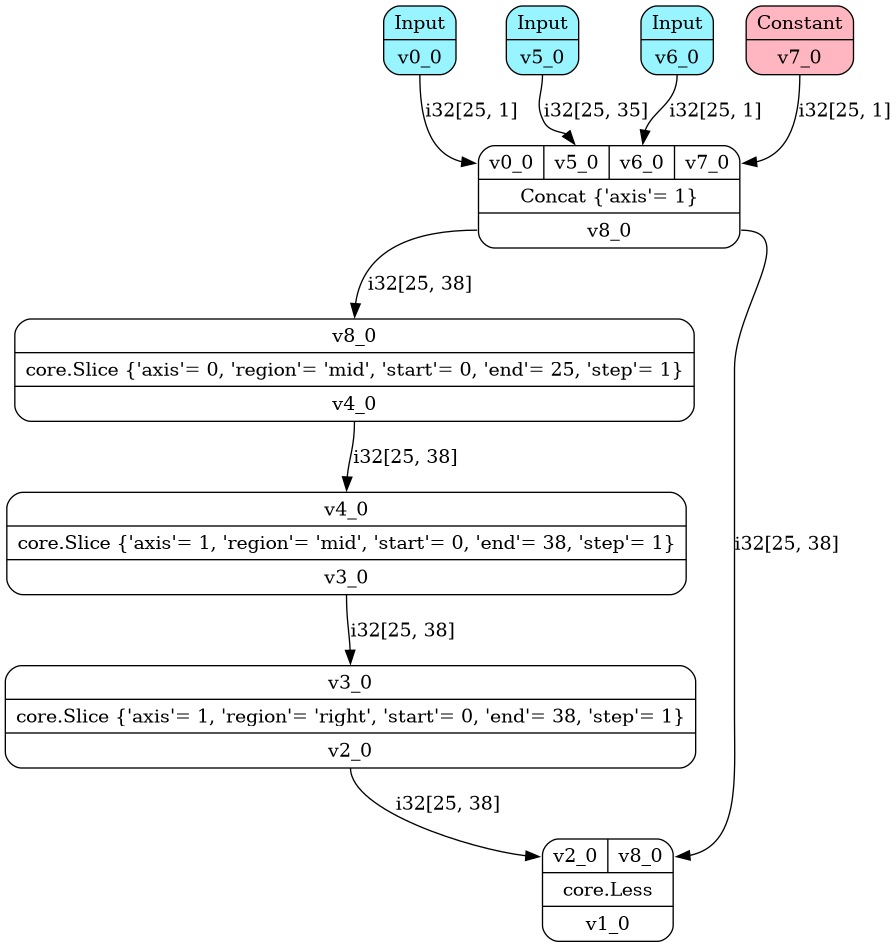 Input
v0_0
Input
v5_0
Input
v6_0
Constant
v7_0
i32[25, 1]
i32[25, 35]
i32[25, 1]
i32[25, 1]
v0_0
v5_0
v6_0
v7_0
Concat {'axis'= 1}
v8_0
i32[25, 38]
v8_0
core.Slice {'axis'= 0, 'region'= 'mid', 'start'= 0, 'end'= 25, 'step'= 1}
v4_0
i32[25, 38]
v4_0
core.Slice {'axis'= 1, 'region'= 'mid', 'start'= 0, 'end'= 38, 'step'= 1}
v3_0
i32[25, 38]
i32[25, 38]
v3_0
core.Slice {'axis'= 1, 'region'= 'right', 'start'= 0, 'end'= 38, 'step'= 1}
v2_0
i32[25, 38]
v2_0
v8_0
core.Less
v1_0